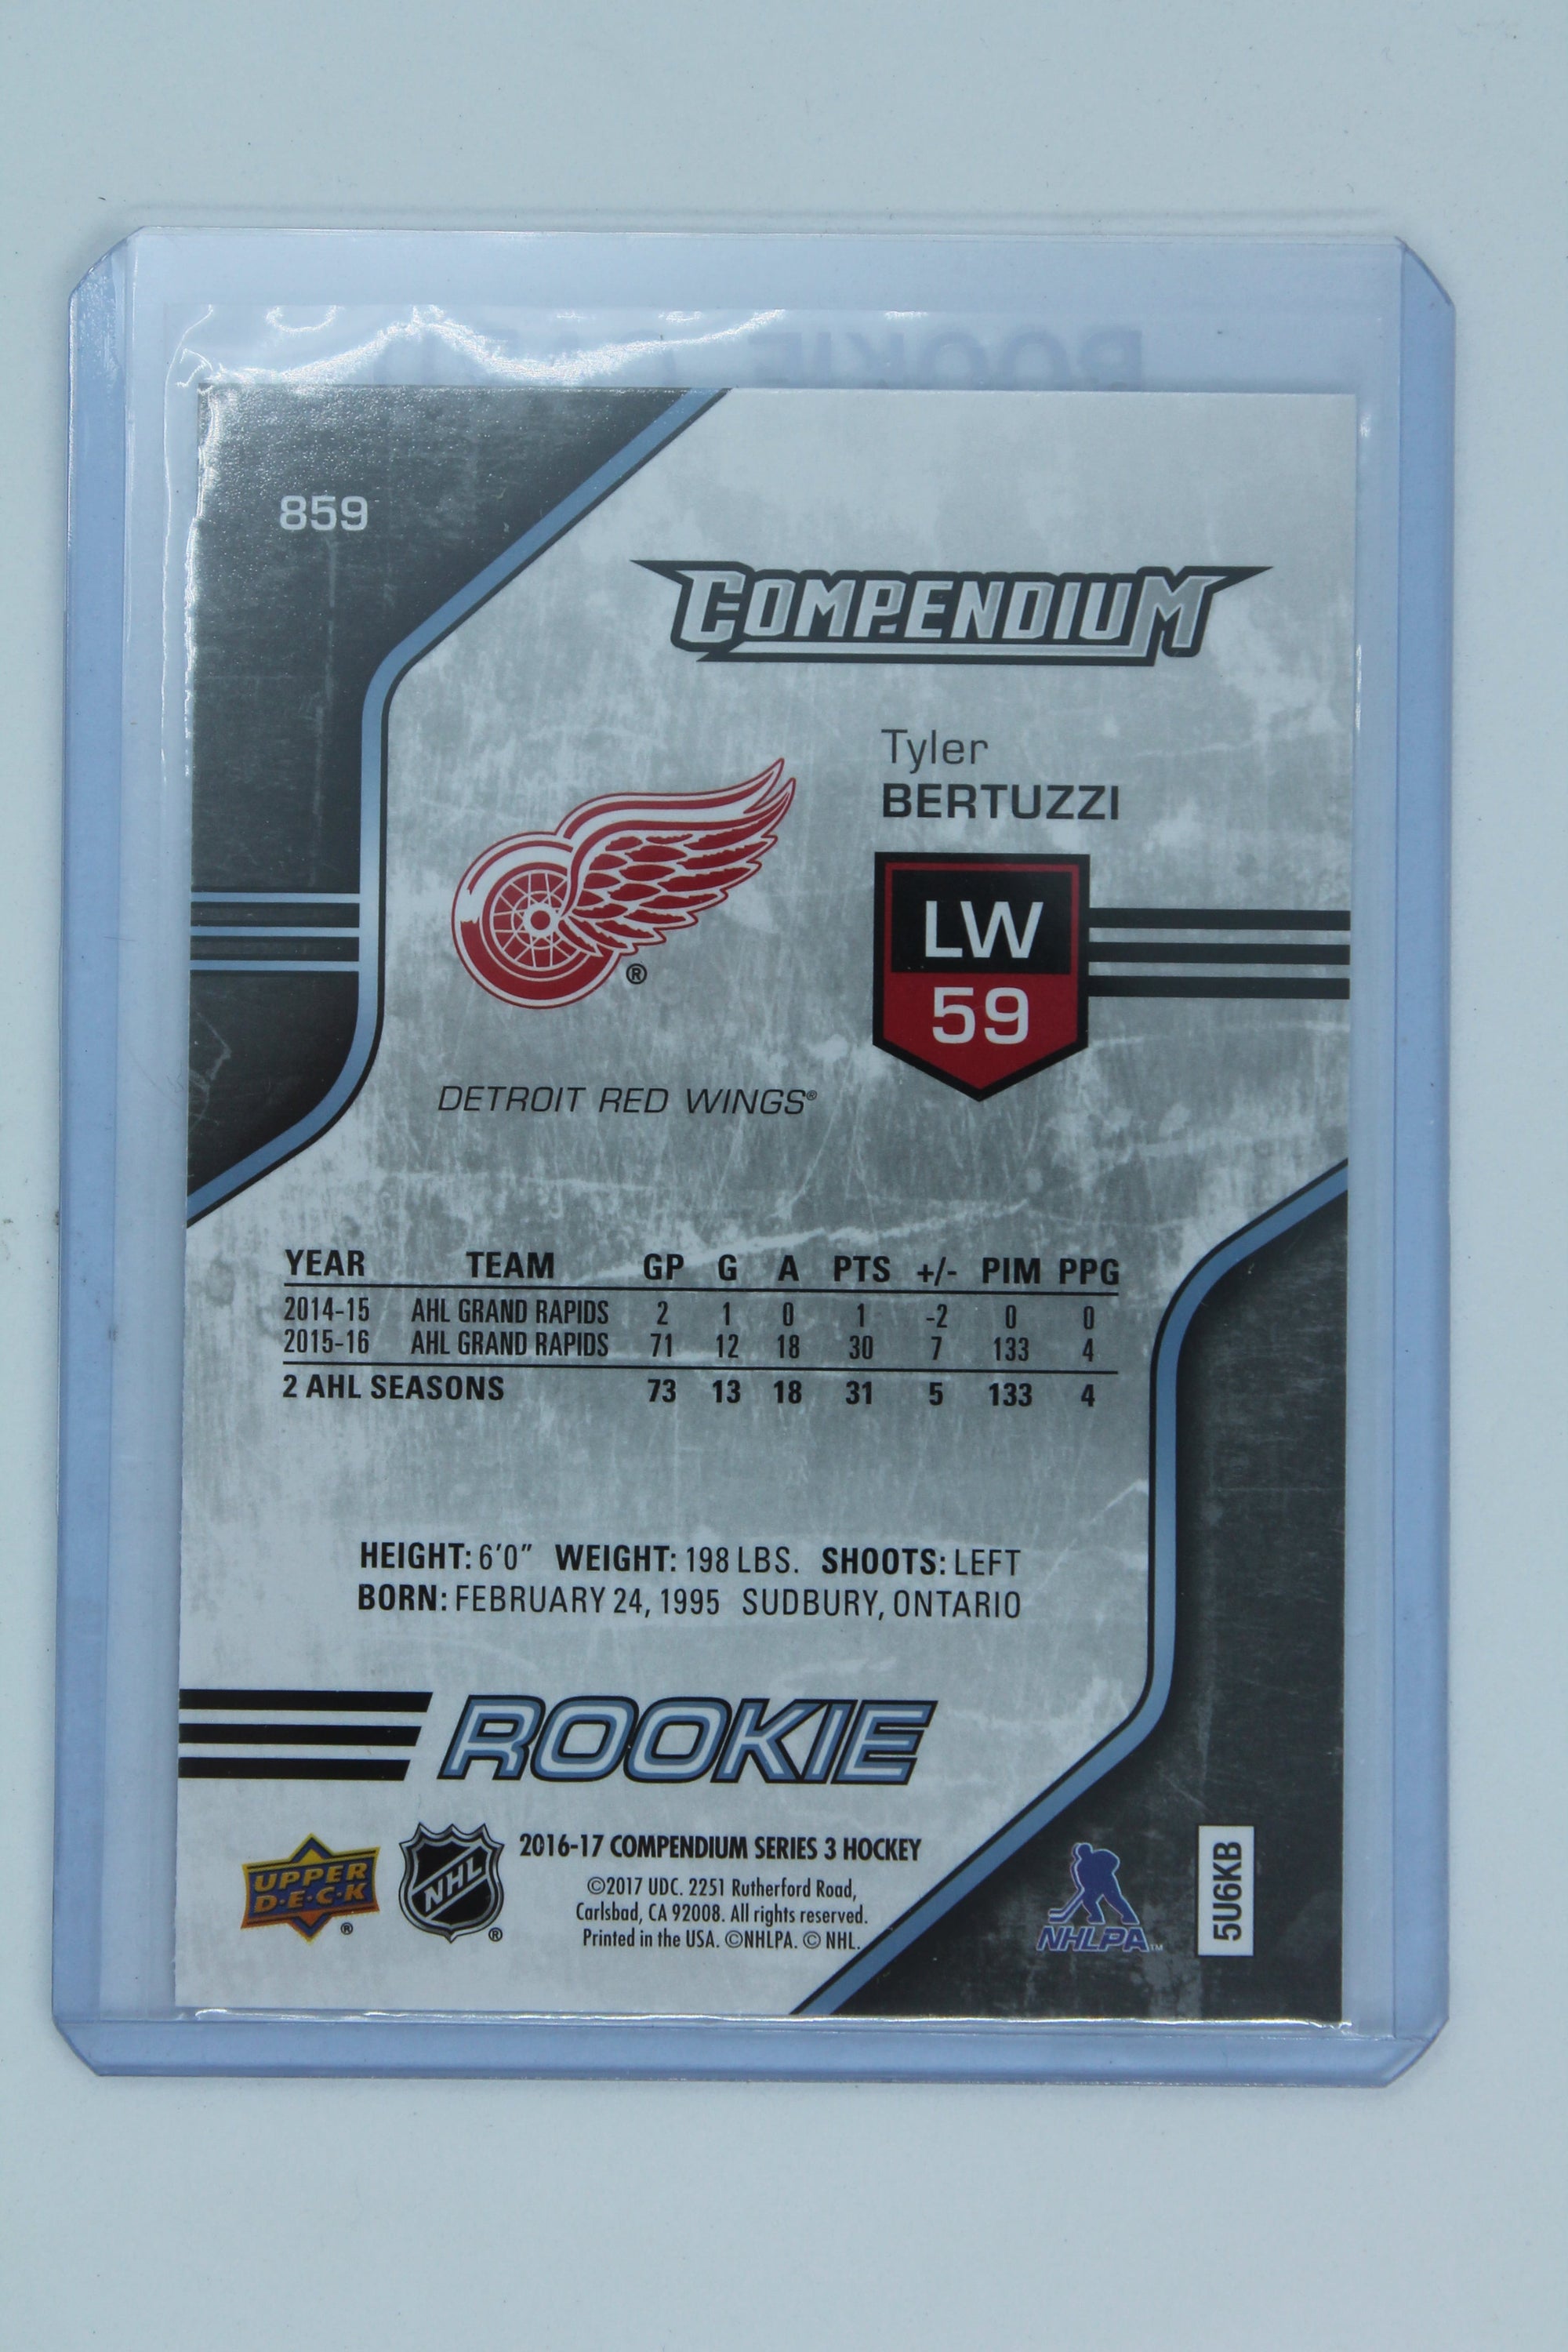 ROOKIE
859
COMPENDIUM
Tyler
BERTUZZI
LW
59
®
DETROIT RED WINGS®
YEAR TEAM GP G A PTS +/- PIM PPG
2014-15 AHL GRAND RAPIDS 2 1 0 1 -2 0 0
2015-16 AHL GRAND RAPIDS 71 12 18 30 7 133 4
2 AHL SEASONS 73 13 18 31 5 133 4
HEIGHT: 6'0" WEIGHT: 198 LBS. SHOOTS: LEFT
BORN: FEBRUARY 24, 1995 SUDBURY, ONTARIO
ROOKIE
UPPER
D·E·C·K
®
NHL
®
2016-17 COMPENDIUM SERIES 3 HOCKEY
©2017 UDC. 2251 Rutherford Road,
Carlsbad, CA 92008. All rights reserved.
Printed in the USA. ©NHLPA. © NHL.
NHLPA™
5U6KB